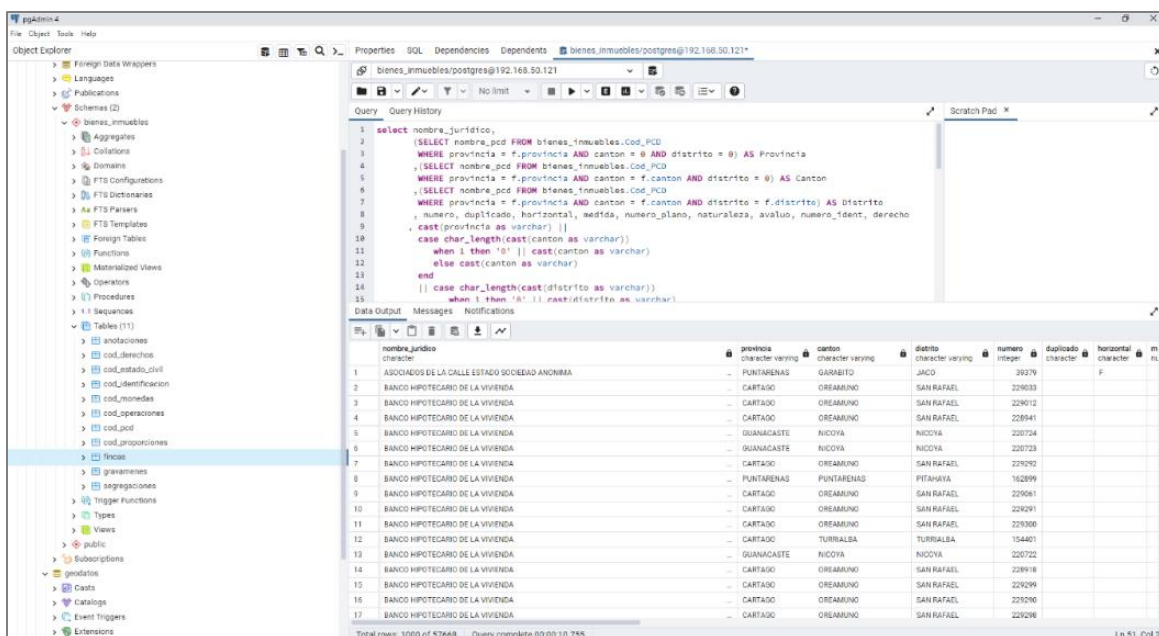 pgAdmin 4
File Object Tools Help
Object Explorer
Foreign Data Wrappers
Languages
Publications
Schemas (2)
bienes_inmuebles
Aggregates
Collations
Domains
FTS Configurations
FTS Dictionaries
FTS Parsers
FTS Templates
Foreign Tables
Functions
Materialized Views
Operators
Procedures
Sequences
Tables (11)
anotaciones
cod_derechos
cod_estado_civil
cod_identificacion
cod_monedas
cod_operaciones
cod_pcd
cod_proporciones
fincas
gravamenes
segregaciones
Trigger Functions
Types
Views
public
Subscriptions
geodatos
Casts
Catalogs
Event Triggers
Extensions
Properties SQL Dependencies Dependents bienes_inmuebles/postgres@192.168.50.121*
bienes_inmuebles/postgres@192.168.50.121
No limit
Query Query History
Scratch Pad
1 select nombre_juridico,
2 (SELECT nombre_pcd FROM bienes_inmuebles.Cod_PCD
3 WHERE provincia = f.provincia AND canton = 0 AND distrito = 0) AS Provincia
4 ,(SELECT nombre_pcd FROM bienes_inmuebles.Cod_PCD
5 WHERE provincia = f.provincia AND canton = f.canton AND distrito = 0) AS Canton
6 ,(SELECT nombre_pcd FROM bienes_inmuebles.Cod_PCD
7 WHERE provincia = f.provincia AND canton = f.canton AND distrito = f.distrito) AS Distrito
8 , numero, duplicado, horizontal, medida, numero_plano, naturaleza, avaluo, numero_ident, derecho
9 , cast(provincia as varchar) ||
10 case char_length(cast(canton as varchar))
11 when 1 then '0' || cast(canton as varchar)
12 else cast(canton as varchar)
13 end
14 || case char_length(cast(distrito as varchar)
15 when 1 then '0' || cast(distrito as varchar)
Data Output Messages Notifications
nombre_juridico provincia canton distrito numero duplicado horizontal m
character character varying character varying character varying integer character character nu
1 ASOCIADOS DE LA CALLE ESTADO SOCIEDAD ANONIMA ... PUNTARENAS GARABITO JACO 39379 F
2 BANCO HIPOTECARIO DE LA VIVIENDA ... CARTAGO OREAMUNO SAN RAFAEL 229033
3 BANCO HIPOTECARIO DE LA VIVIENDA ... CARTAGO OREAMUNO SAN RAFAEL 229012
4 BANCO HIPOTECARIO DE LA VIVIENDA ... CARTAGO OREAMUNO SAN RAFAEL 228941
5 BANCO HIPOTECARIO DE LA VIVIENDA ... GUANACASTE NICOYA NICOYA 220724
6 BANCO HIPOTECARIO DE LA VIVIENDA ... GUANACASTE NICOYA NICOYA 220723
7 BANCO HIPOTECARIO DE LA VIVIENDA ... CARTAGO OREAMUNO SAN RAFAEL 229292
8 BANCO HIPOTECARIO DE LA VIVIENDA ... PUNTARENAS PUNTARENAS PITAHAYA 162899
9 BANCO HIPOTECARIO DE LA VIVIENDA ... CARTAGO OREAMUNO SAN RAFAEL 229061
10 BANCO HIPOTECARIO DE LA VIVIENDA ... CARTAGO OREAMUNO SAN RAFAEL 229291
11 BANCO HIPOTECARIO DE LA VIVIENDA ... CARTAGO OREAMUNO SAN RAFAEL 229300
12 BANCO HIPOTECARIO DE LA VIVIENDA ... CARTAGO TURRIALBA TURRIALBA 154401
13 BANCO HIPOTECARIO DE LA VIVIENDA ... GUANACASTE NICOYA NICOYA 220722
14 BANCO HIPOTECARIO DE LA VIVIENDA ... CARTAGO OREAMUNO SAN RAFAEL 228918
15 BANCO HIPOTECARIO DE LA VIVIENDA ... CARTAGO OREAMUNO SAN RAFAEL 229299
16 BANCO HIPOTECARIO DE LA VIVIENDA ... CARTAGO OREAMUNO SAN RAFAEL 229290
17 BANCO HIPOTECARIO DE LA VIVIENDA ... CARTAGO OREAMUNO SAN RAFAEL 229298
Total rows: 1000 of 57668 Query complete 00:00:10.755 Ln 51, Col